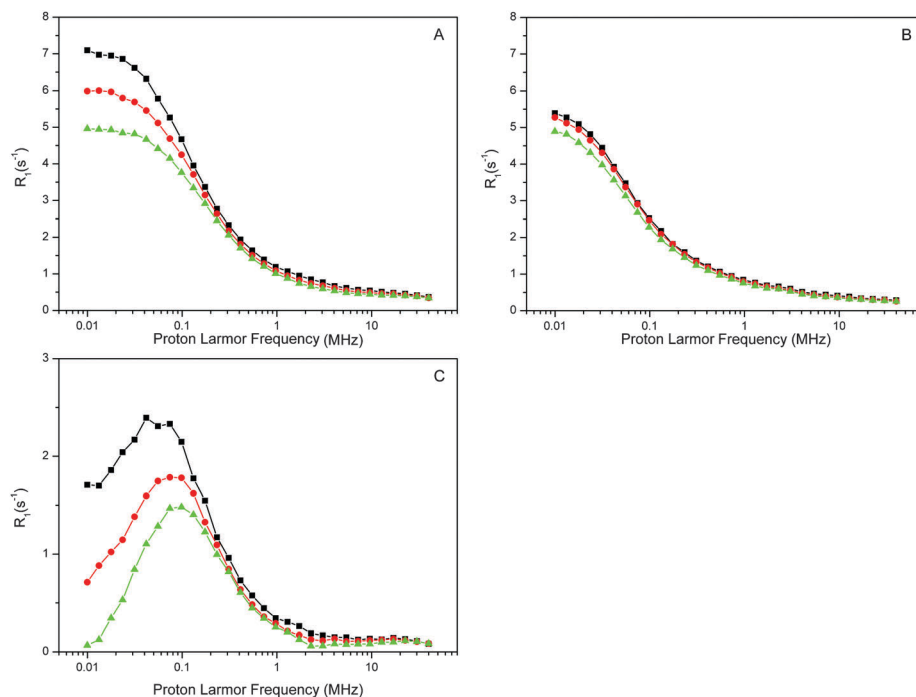 A
8
7
6
5
4
3
2
1
0
R₁(s⁻¹)
0.01 0.1 1 10
Proton Larmor Frequency (MHz)
B
8
7
6
5
4
3
2
1
0
R₁(s⁻¹)
0.01 0.1 1 10
Proton Larmor Frequency (MHz)
C
3
2
1
0
R₁(s⁻¹)
0.01 0.1 1 10
Proton Larmor Frequency (MHz)